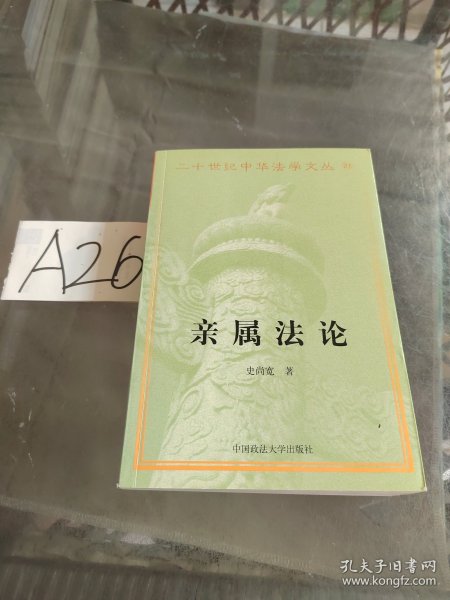 二十世纪中华法学文丛
A26
亲属法论
史尚宽 著
中国政法大学出版社
孔夫子旧书网
www.kongfz.com